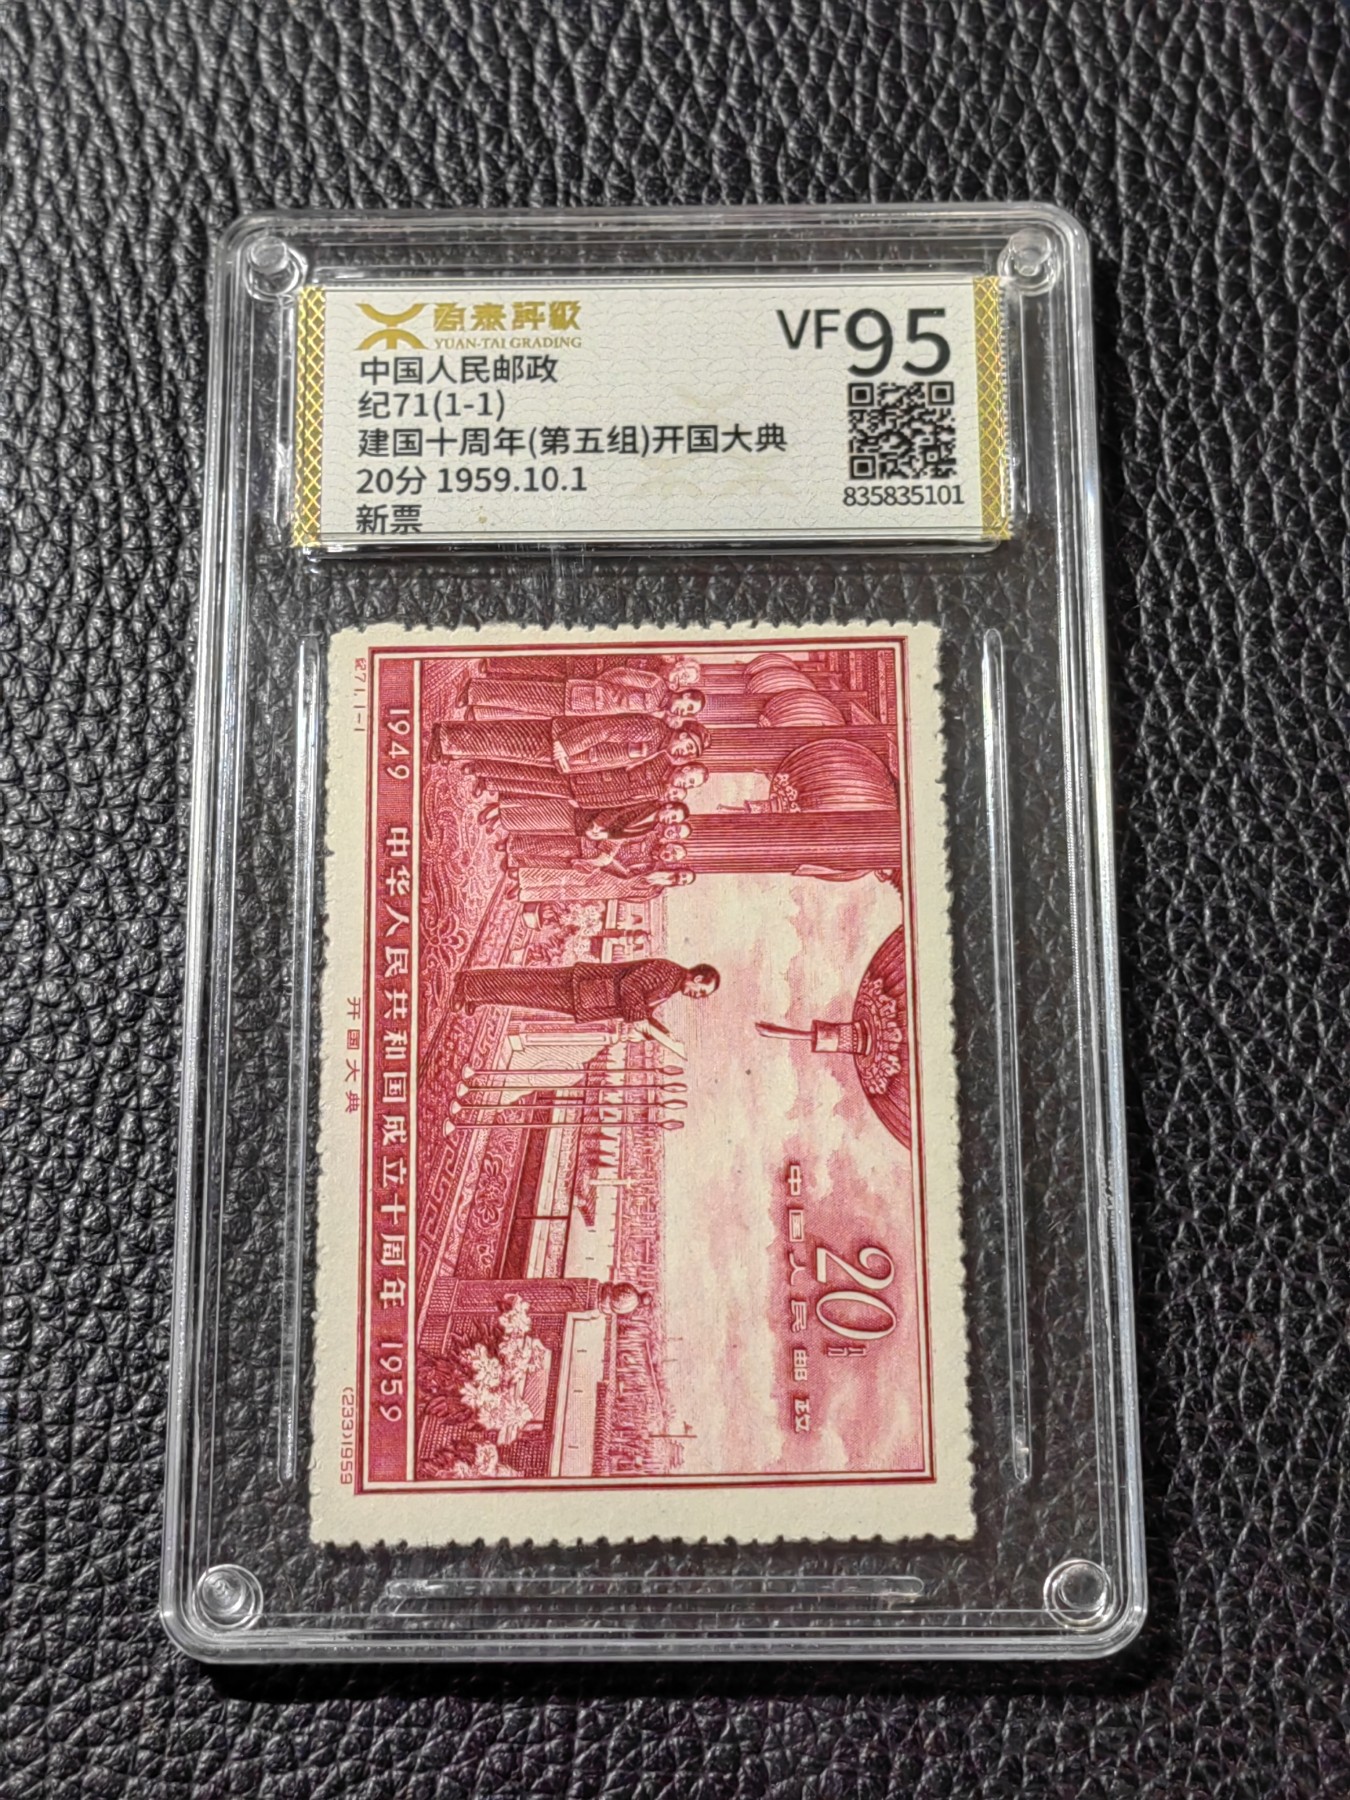 源泰評級
YUAN-TAI GRADING
VF95
中国人民邮政
纪71(1-1)
建国十周年(第五组)开国大典
20分 1959.10.1
新票
835835101
20分
中国人民邮政
1949 中华人民共和国成立十周年 1959
纪71.1-1
开国大典
(233)1959